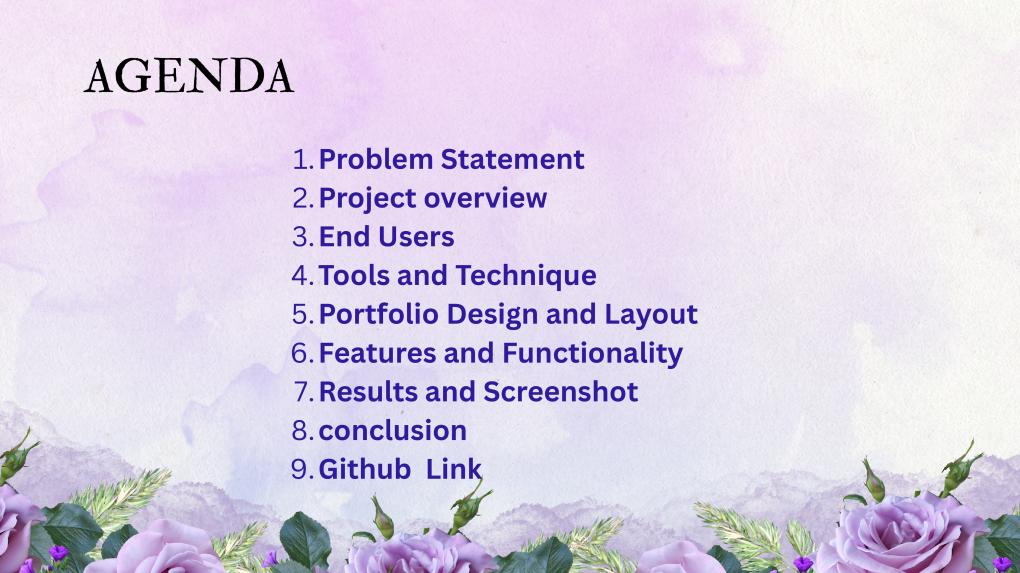 AGENDA
1. Problem Statement
2. Project overview
3. End Users
4. Tools and Technique
5. Portfolio Design and Layout
6. Features and Functionality
7. Results and Screenshot
8. conclusion
9. Github  Link